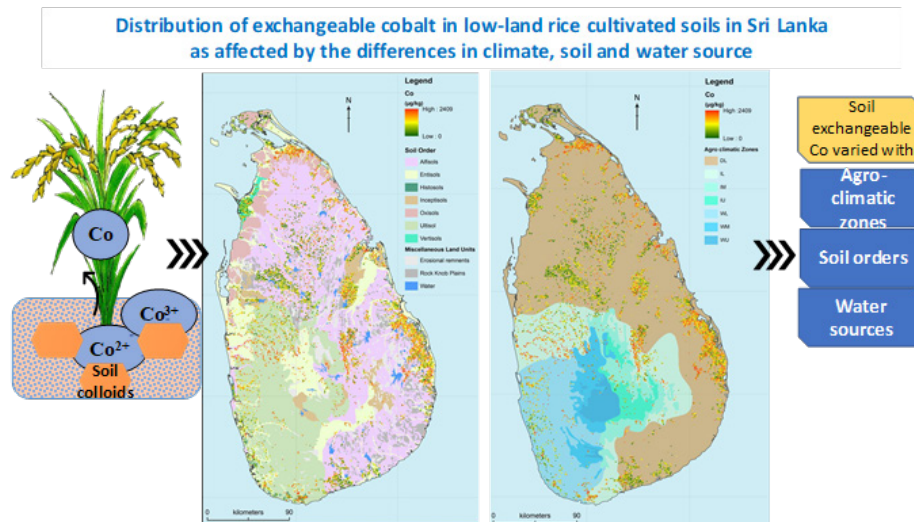 Distribution of exchangeable cobalt in low-land rice cultivated soils in Sri Lanka
as affected by the differences in climate, soil and water source
Co
Co3+
Co2+
Soil
colloids
Legend
Co
(µg/kg)
High : 2409
Low : 0
Soil Order
Alfisols
Entisols
Histosols
Inceptisols
Oxisols
Ultisol
Vertisols
Miscellaneous Land Units
Erosional remnants
Rock Knob Plains
Water
N
kilometers
0 90
Legend
Co
(µg/kg)
High : 2409
Low : 0
Agro climatic Zones
DL
IL
IM
IU
WL
WM
WU
N
kilometers
0 90
Soil
exchangeable
Co varied with
Agro-
climatic
zones
Soil orders
Water
sources